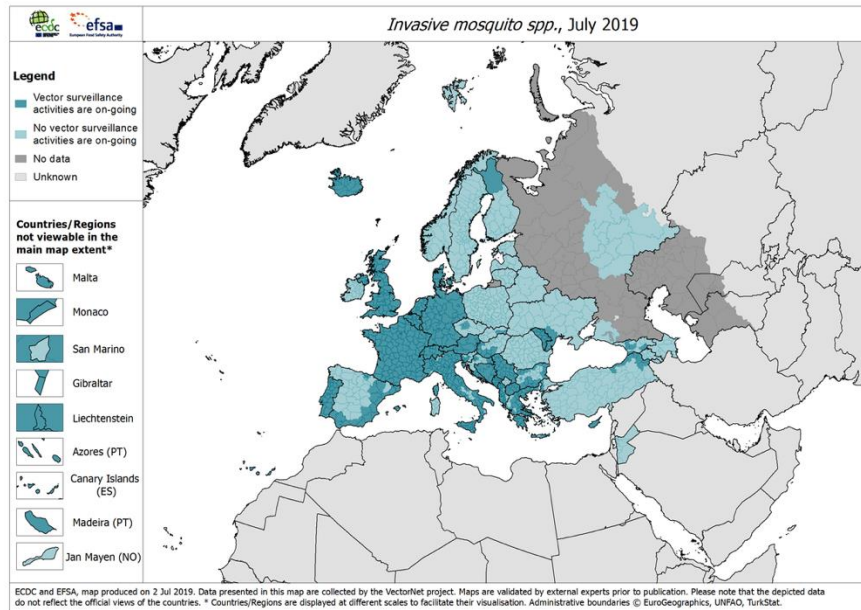 ecdc
efsa
European Food Safety Authority
Invasive mosquito spp., July 2019
Legend
Vector surveillance
activities are on-going
No vector surveillance
activities are on-going
No data
Unknown
Countries/Regions
not viewable in the
main map extent*
Malta
Monaco
San Marino
Gibraltar
Liechtenstein
Azores (PT)
Canary Islands
(ES)
Madeira (PT)
Jan Mayen (NO)
ECDC and EFSA, map produced on 2 Jul 2019. Data presented in this map are collected by the VectorNet project. Maps are validated by external experts prior to publication. Please note that the depicted data
do not reflect the official views of the countries. * Countries/Regions are displayed at different scales to facilitate their visualisation. Administrative boundaries © EuroGeographics, UNFAO, TurkStat.